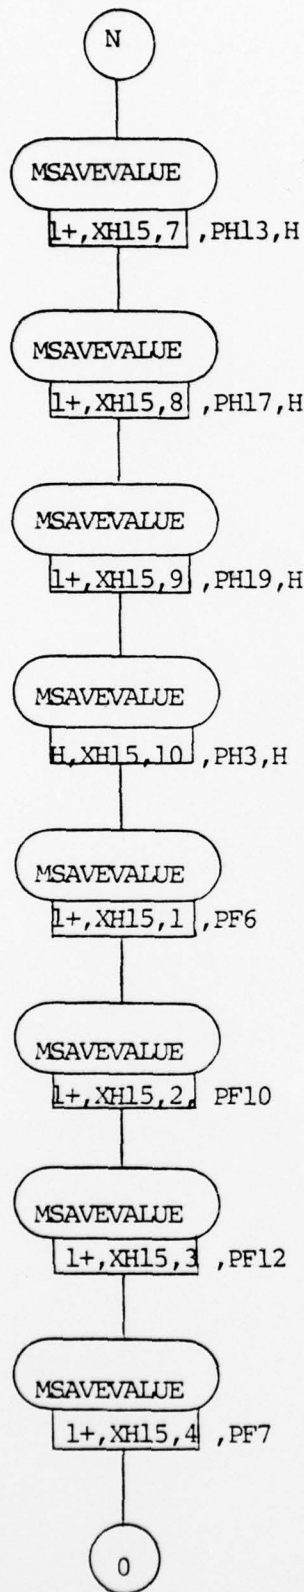 N
MSAVEVALUE
1+,XH15,7 ,PH13,H
MSAVEVALUE
1+,XH15,8 ,PH17,H
MSAVEVALUE
1+,XH15,9 ,PH19,H
MSAVEVALUE
H,XH15,10 ,PH3,H
MSAVEVALUE
1+,XH15,1 ,PF6
MSAVEVALUE
1+,XH15,2, PF10
MSAVEVALUE
1+,XH15,3 ,PF12
MSAVEVALUE
1+,XH15,4 ,PF7
O